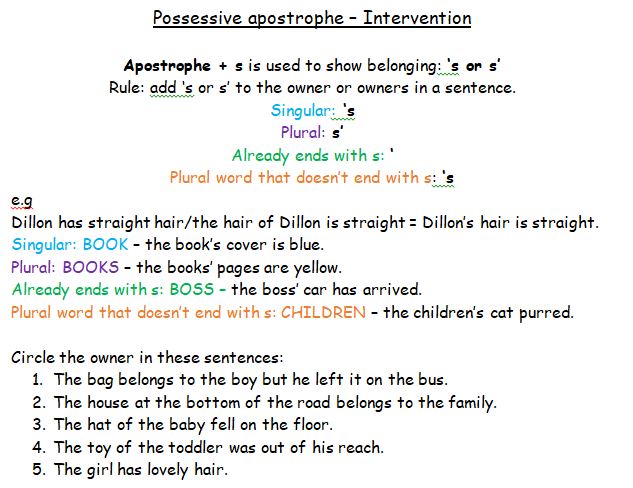 Possessive apostrophe – Intervention
Apostrophe + s is used to show belonging: ‘s or s’
Rule: add ‘s or s’ to the owner or owners in a sentence.
Singular: ‘s
Plural: s’
Already ends with s: ‘
Plural word that doesn’t end with s: ‘s
e.g
Dillon has straight hair/the hair of Dillon is straight = Dillon’s hair is straight.
Singular: BOOK – the book’s cover is blue.
Plural: BOOKS – the books’ pages are yellow.
Already ends with s: BOSS – the boss’ car has arrived.
Plural word that doesn’t end with s: CHILDREN – the children’s cat purred.
Circle the owner in these sentences:
1. The bag belongs to the boy but he left it on the bus.
2. The house at the bottom of the road belongs to the family.
3. The hat of the baby fell on the floor.
4. The toy of the toddler was out of his reach.
5. The girl has lovely hair.